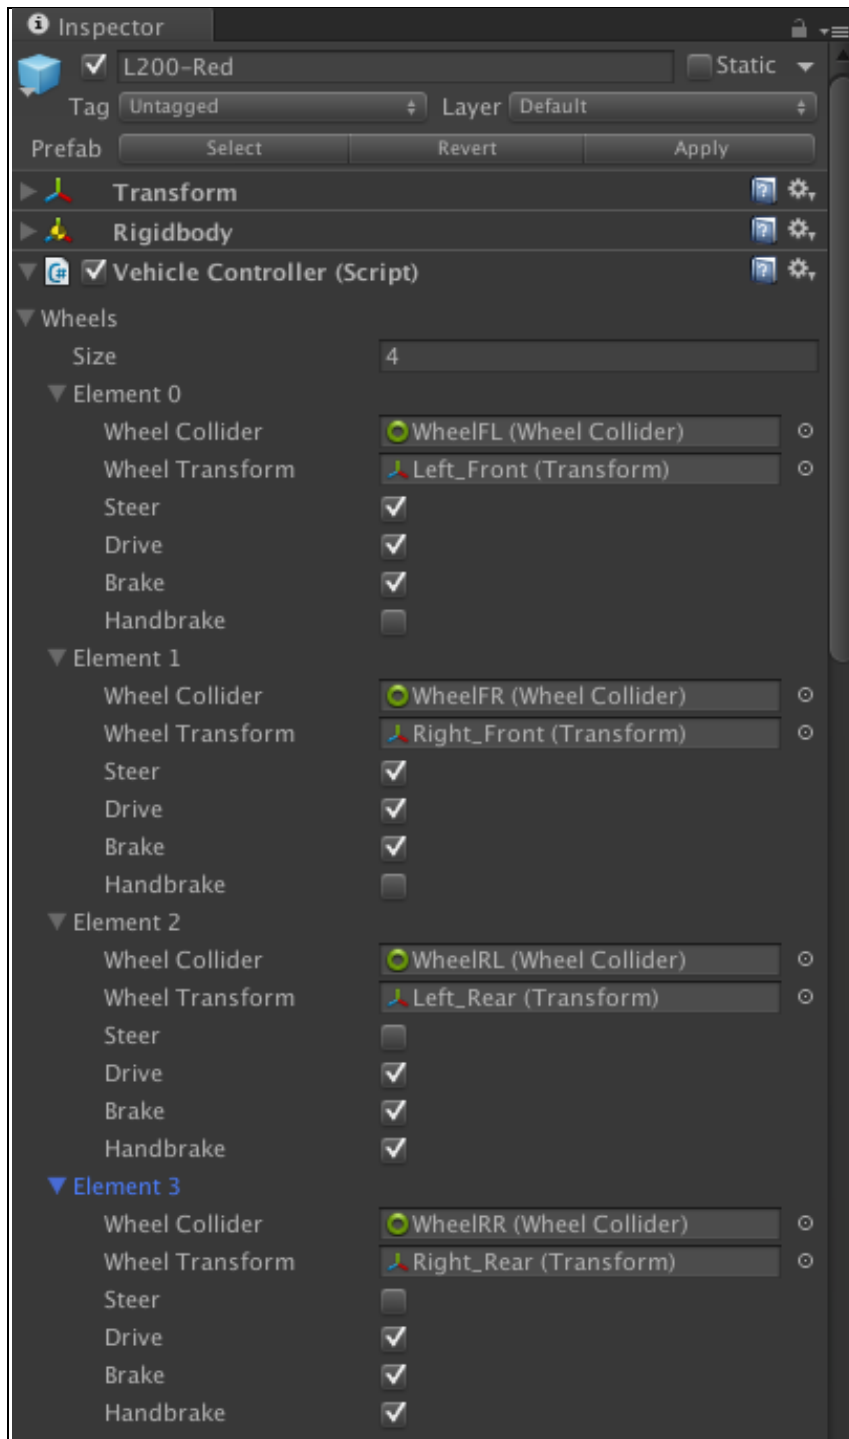 Inspector
L200-Red Static
Tag Untagged Layer Default
Prefab Select Revert Apply
Transform
Rigidbody
Vehicle Controller (Script)
Wheels
Size 4
Element 0
Wheel Collider WheelFL (Wheel Collider)
Wheel Transform Left_Front (Transform)
Steer
Drive
Brake
Handbrake
Element 1
Wheel Collider WheelFR (Wheel Collider)
Wheel Transform Right_Front (Transform)
Steer
Drive
Brake
Handbrake
Element 2
Wheel Collider WheelRL (Wheel Collider)
Wheel Transform Left_Rear (Transform)
Steer
Drive
Brake
Handbrake
Element 3
Wheel Collider WheelRR (Wheel Collider)
Wheel Transform Right_Rear (Transform)
Steer
Drive
Brake
Handbrake